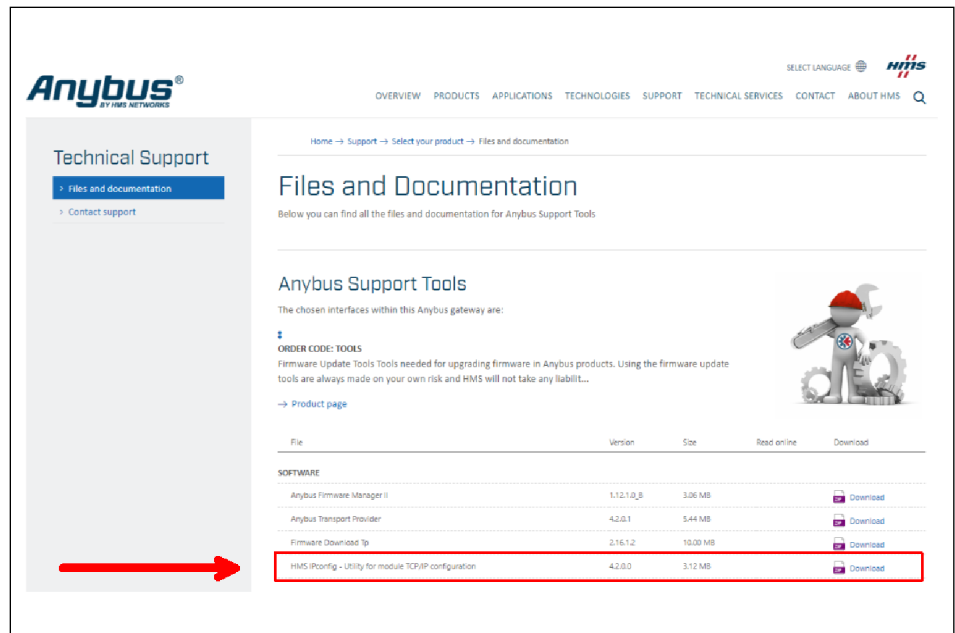 SELECT LANGUAGE
HMS
Anybus®
BY HMS NETWORKS
OVERVIEW PRODUCTS APPLICATIONS TECHNOLOGIES SUPPORT TECHNICAL SERVICES CONTACT ABOUT HMS
Technical Support
> Files and documentation
> Contact support
Home → Support → Select your product → Files and documentation
Files and Documentation
Below you can find all the files and documentation for Anybus Support Tools
Anybus Support Tools
The chosen interfaces within this Anybus gateway are:
:
ORDER CODE: TOOLS
Firmware Update Tools Tools needed for upgrading firmware in Anybus products. Using the firmware update
tools are always made on your own risk and HMS will not take any liabilit...
→ Product page
File Version Size Read online Download
SOFTWARE
Anybus Firmware Manager II 1.12.1.0_B 3.06 MB ZIP Download
Anybus Transport Provider 4.2.0.1 5.44 MB ZIP Download
Firmware Download Tp 2.16.1.2 10.00 MB ZIP Download
HMS IPconfig - Utility for module TCP/IP configuration 4.2.0.0 3.12 MB ZIP Download